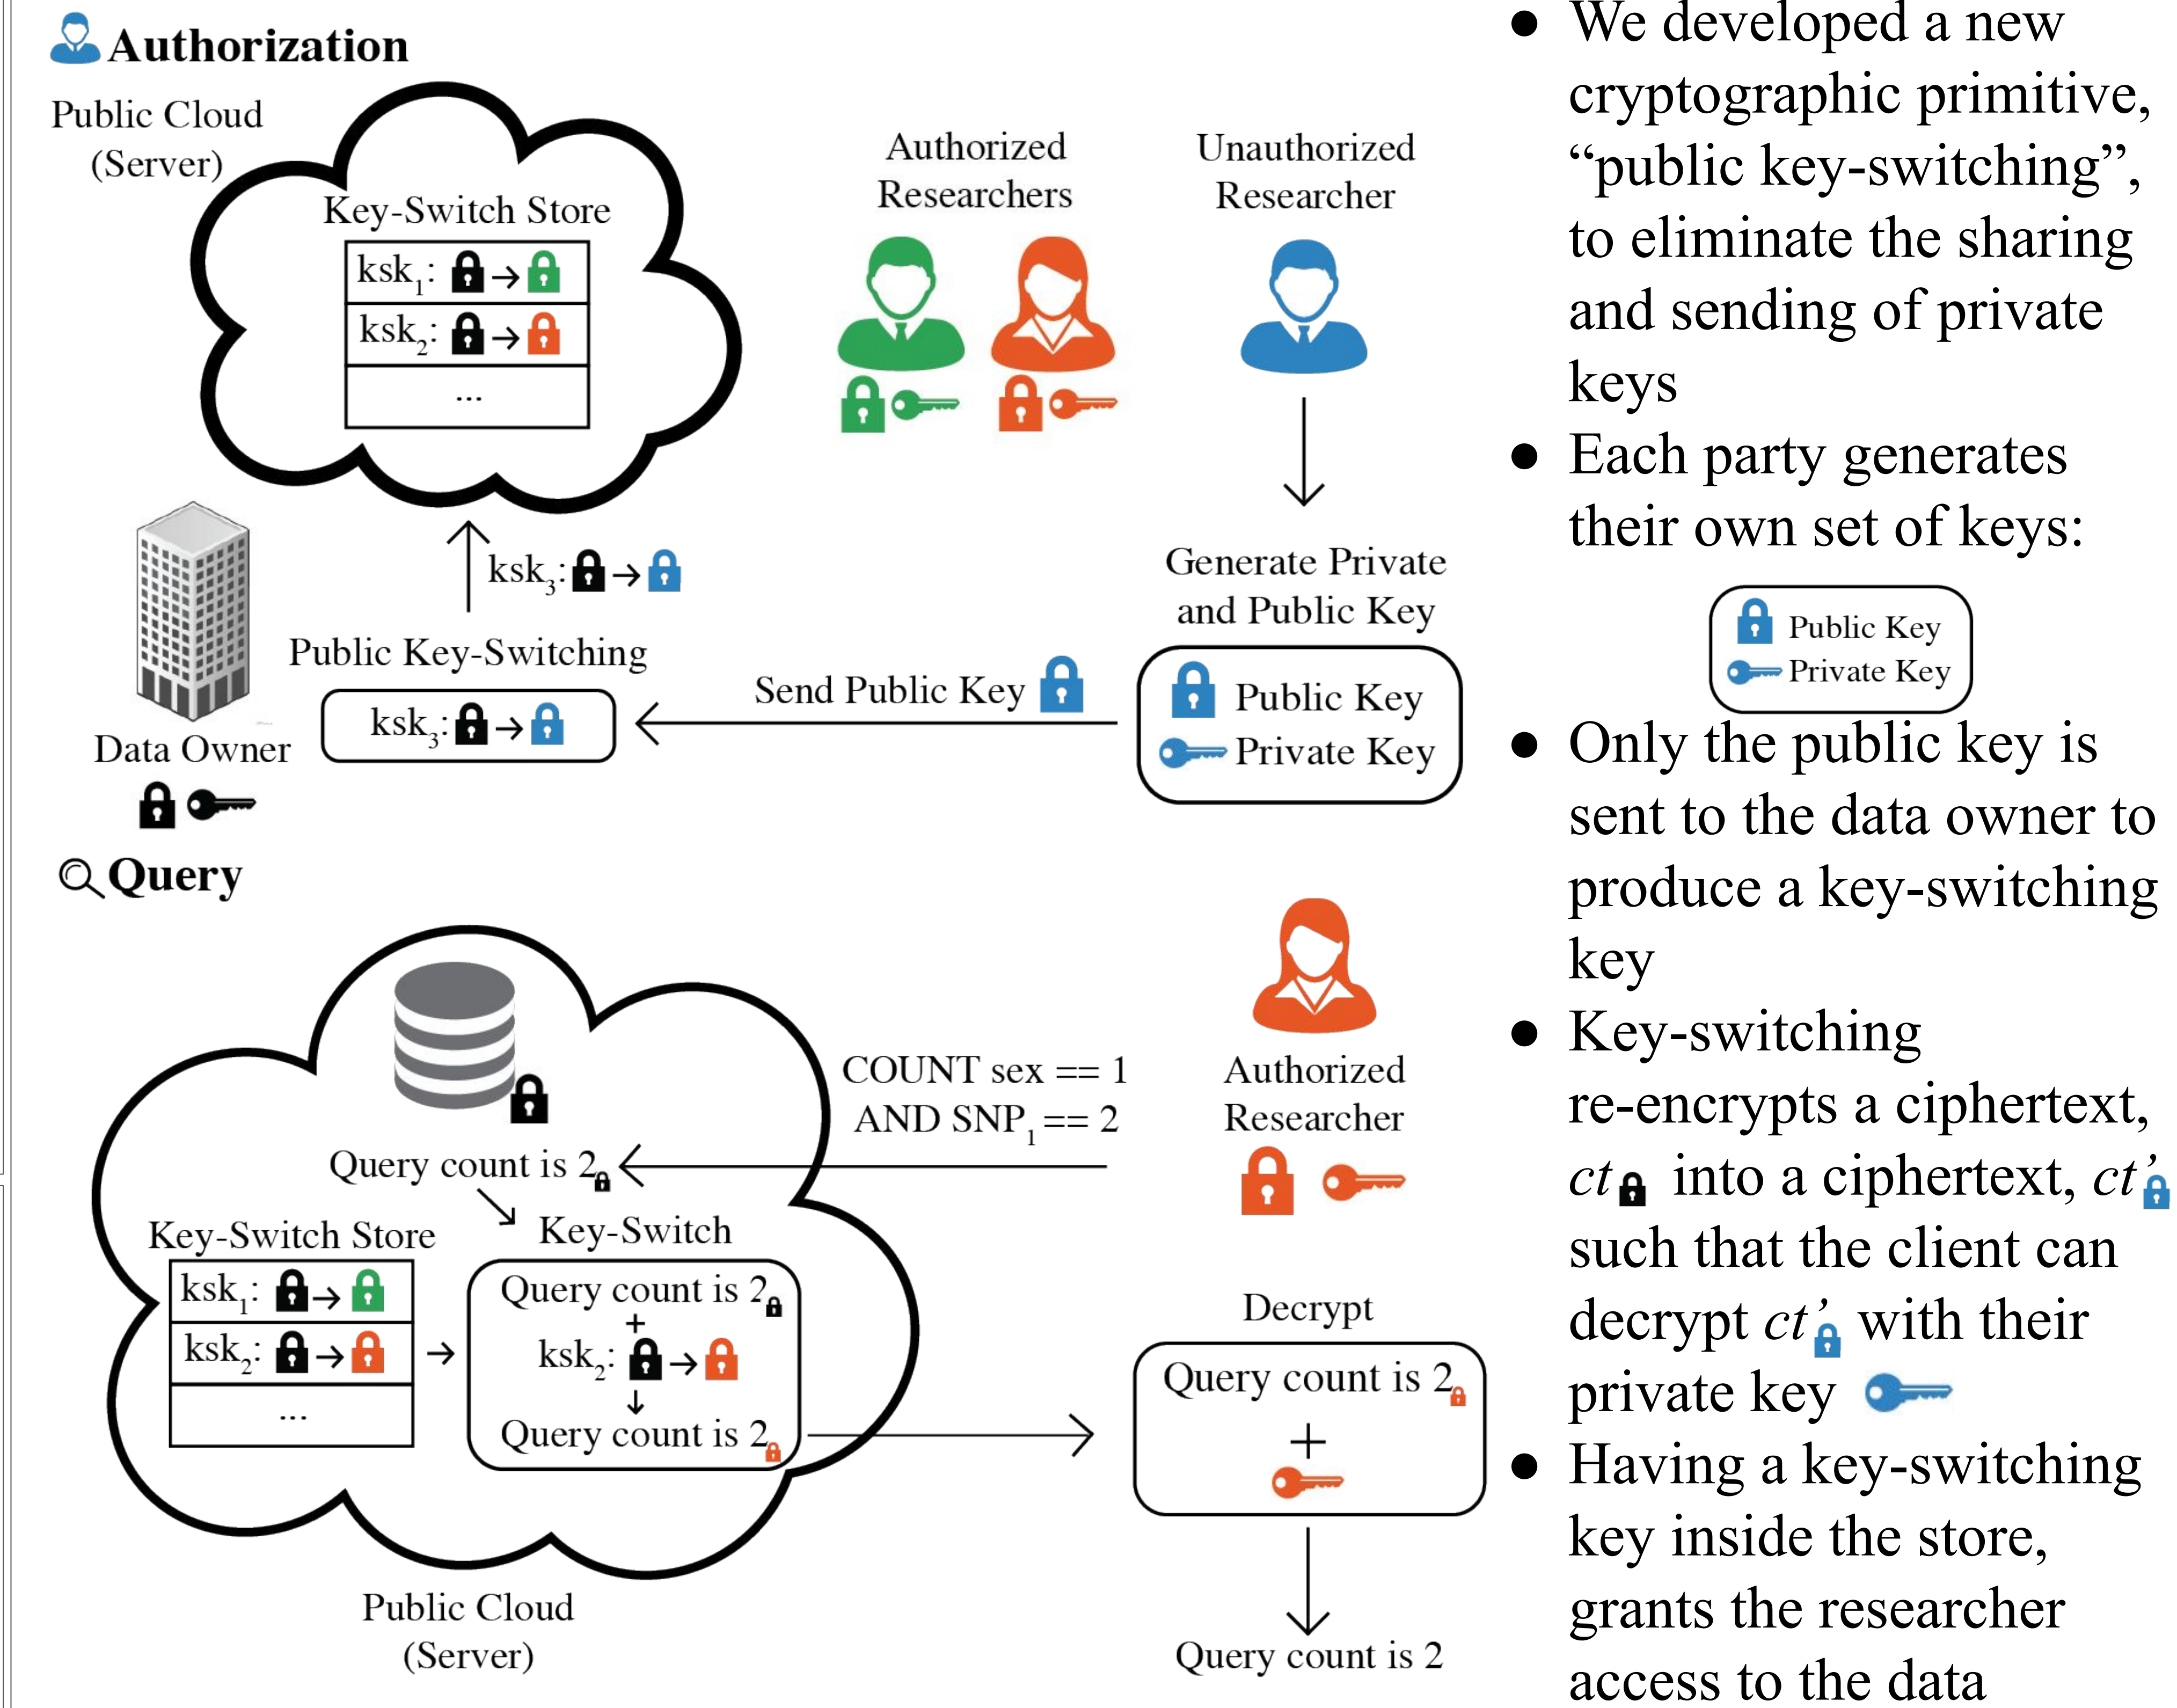 Authorization
Public Cloud
(Server)
Key-Switch Store
ksk1: →
ksk2: →
...
Authorized
Researchers
Unauthorized
Researcher
Generate Private
and Public Key
Public Key
Private Key
Send Public Key
ksk3: →
Public Key-Switching
ksk3: →
Data Owner
Query
COUNT sex == 1
AND SNP1 == 2
Authorized
Researcher
Query count is 2
Key-Switch Store
ksk1: →
ksk2: →
...
Key-Switch
Query count is 2
+
ksk2: →
↓
Query count is 2
Public Cloud
(Server)
Decrypt
Query count is 2
+
Query count is 2
● We developed a new
cryptographic primitive,
“public key-switching”,
to eliminate the sharing
and sending of private
keys
● Each party generates
their own set of keys:
Public Key
Private Key
● Only the public key is
sent to the data owner to
produce a key-switching
key
● Key-switching
re-encrypts a ciphertext,
ct into a ciphertext, ct’
such that the client can
decrypt ct’ with their
private key
● Having a key-switching
key inside the store,
grants the researcher
access to the data